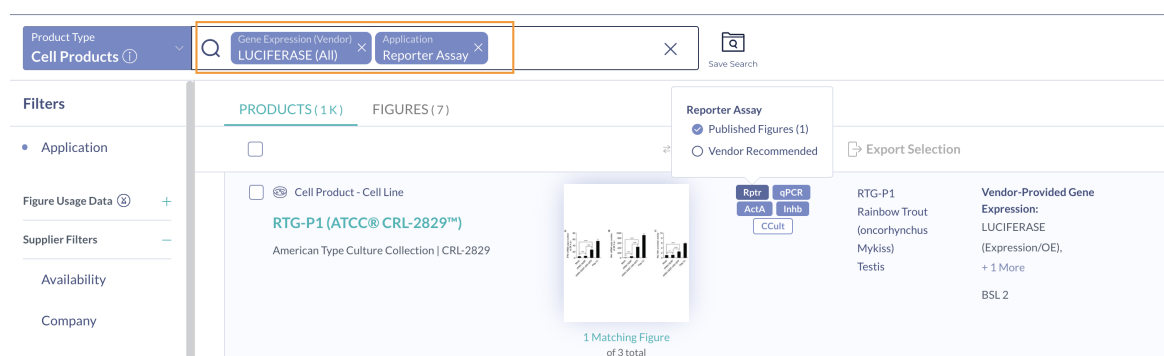 Product Type
Cell Products
Gene Expression (Vendor)
LUCIFERASE (All)
Application
Reporter Assay
Save Search
Filters
PRODUCTS (1K)
FIGURES (7)
Reporter Assay
Published Figures (1)
Vendor Recommended
Application
Export Selection
Figure Usage Data
Supplier Filters
Availability
Company
Cell Product - Cell Line
RTG-P1 (ATCC® CRL-2829™)
American Type Culture Collection | CRL-2829
1 Matching Figure
of 3 total
Rptr
qPCR
ActA
Inhb
CCult
RTG-P1
Rainbow Trout
(oncorhynchus
Mykiss)
Testis
Vendor-Provided Gene
Expression:
LUCIFERASE
(Expression/OE),
+ 1 More
BSL 2